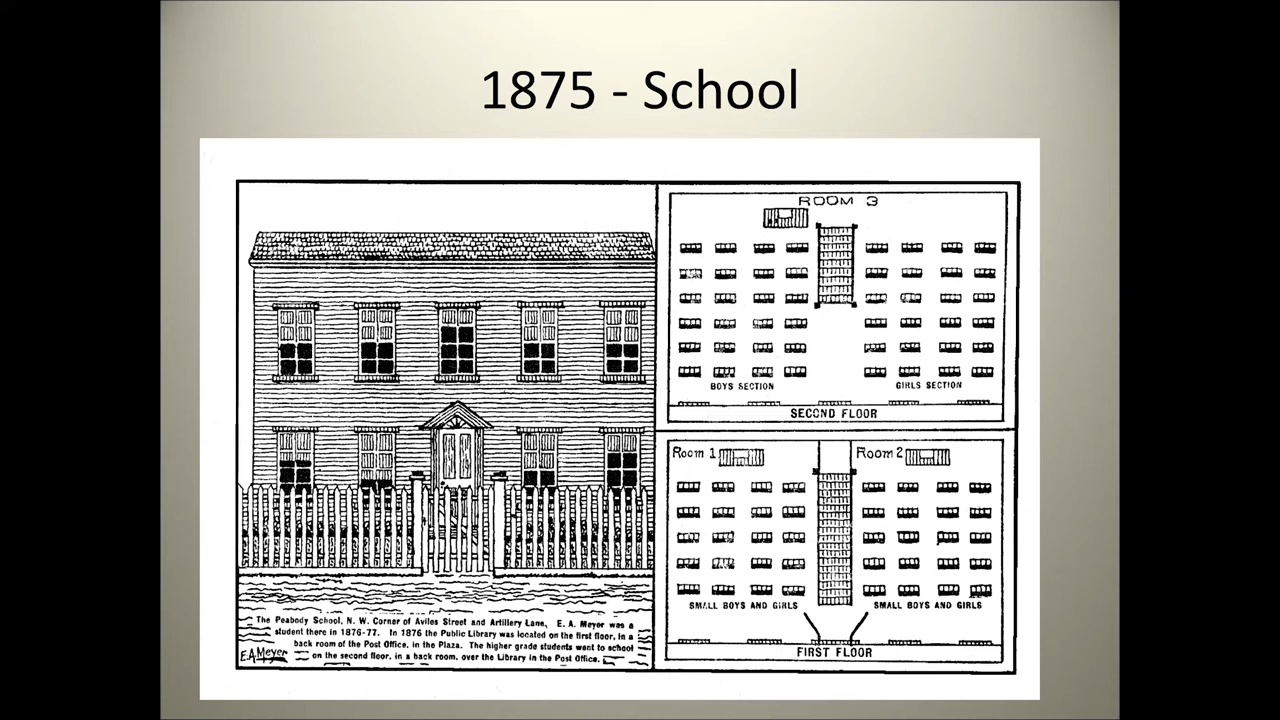 1875 - School
ROOM 3
BOYS SECTION
GIRLS SECTION
SECOND FLOOR
Room 1
Room 2
SMALL BOYS AND GIRLS
SMALL BOYS AND GIRLS
FIRST FLOOR
The Peabody School, N. W. Corner of Aviles Street and Artillery Lane, E. A. Meyer was a
student there in 1876-77. In 1876 the Public Library was located on the first floor, in a
back room of the Post Office, in the Plaza. The higher grade students went to school
on the second floor, in a back room, over the Library in the Post Office.
E.A.Meyer